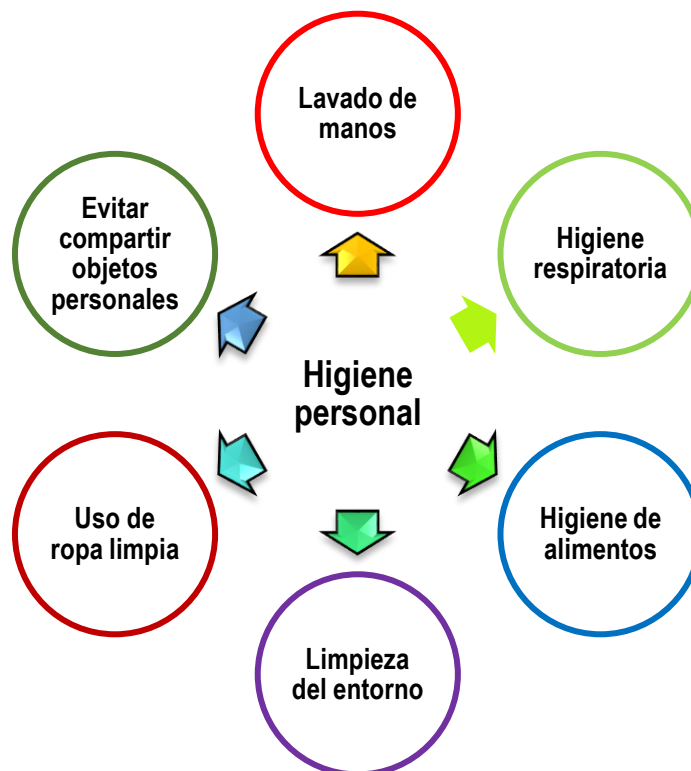 Lavado de
manos
Evitar
compartir
objetos
personales
Higiene
respiratoria
Higiene
personal
Uso de
ropa limpia
Higiene de
alimentos
Limpieza
del entorno